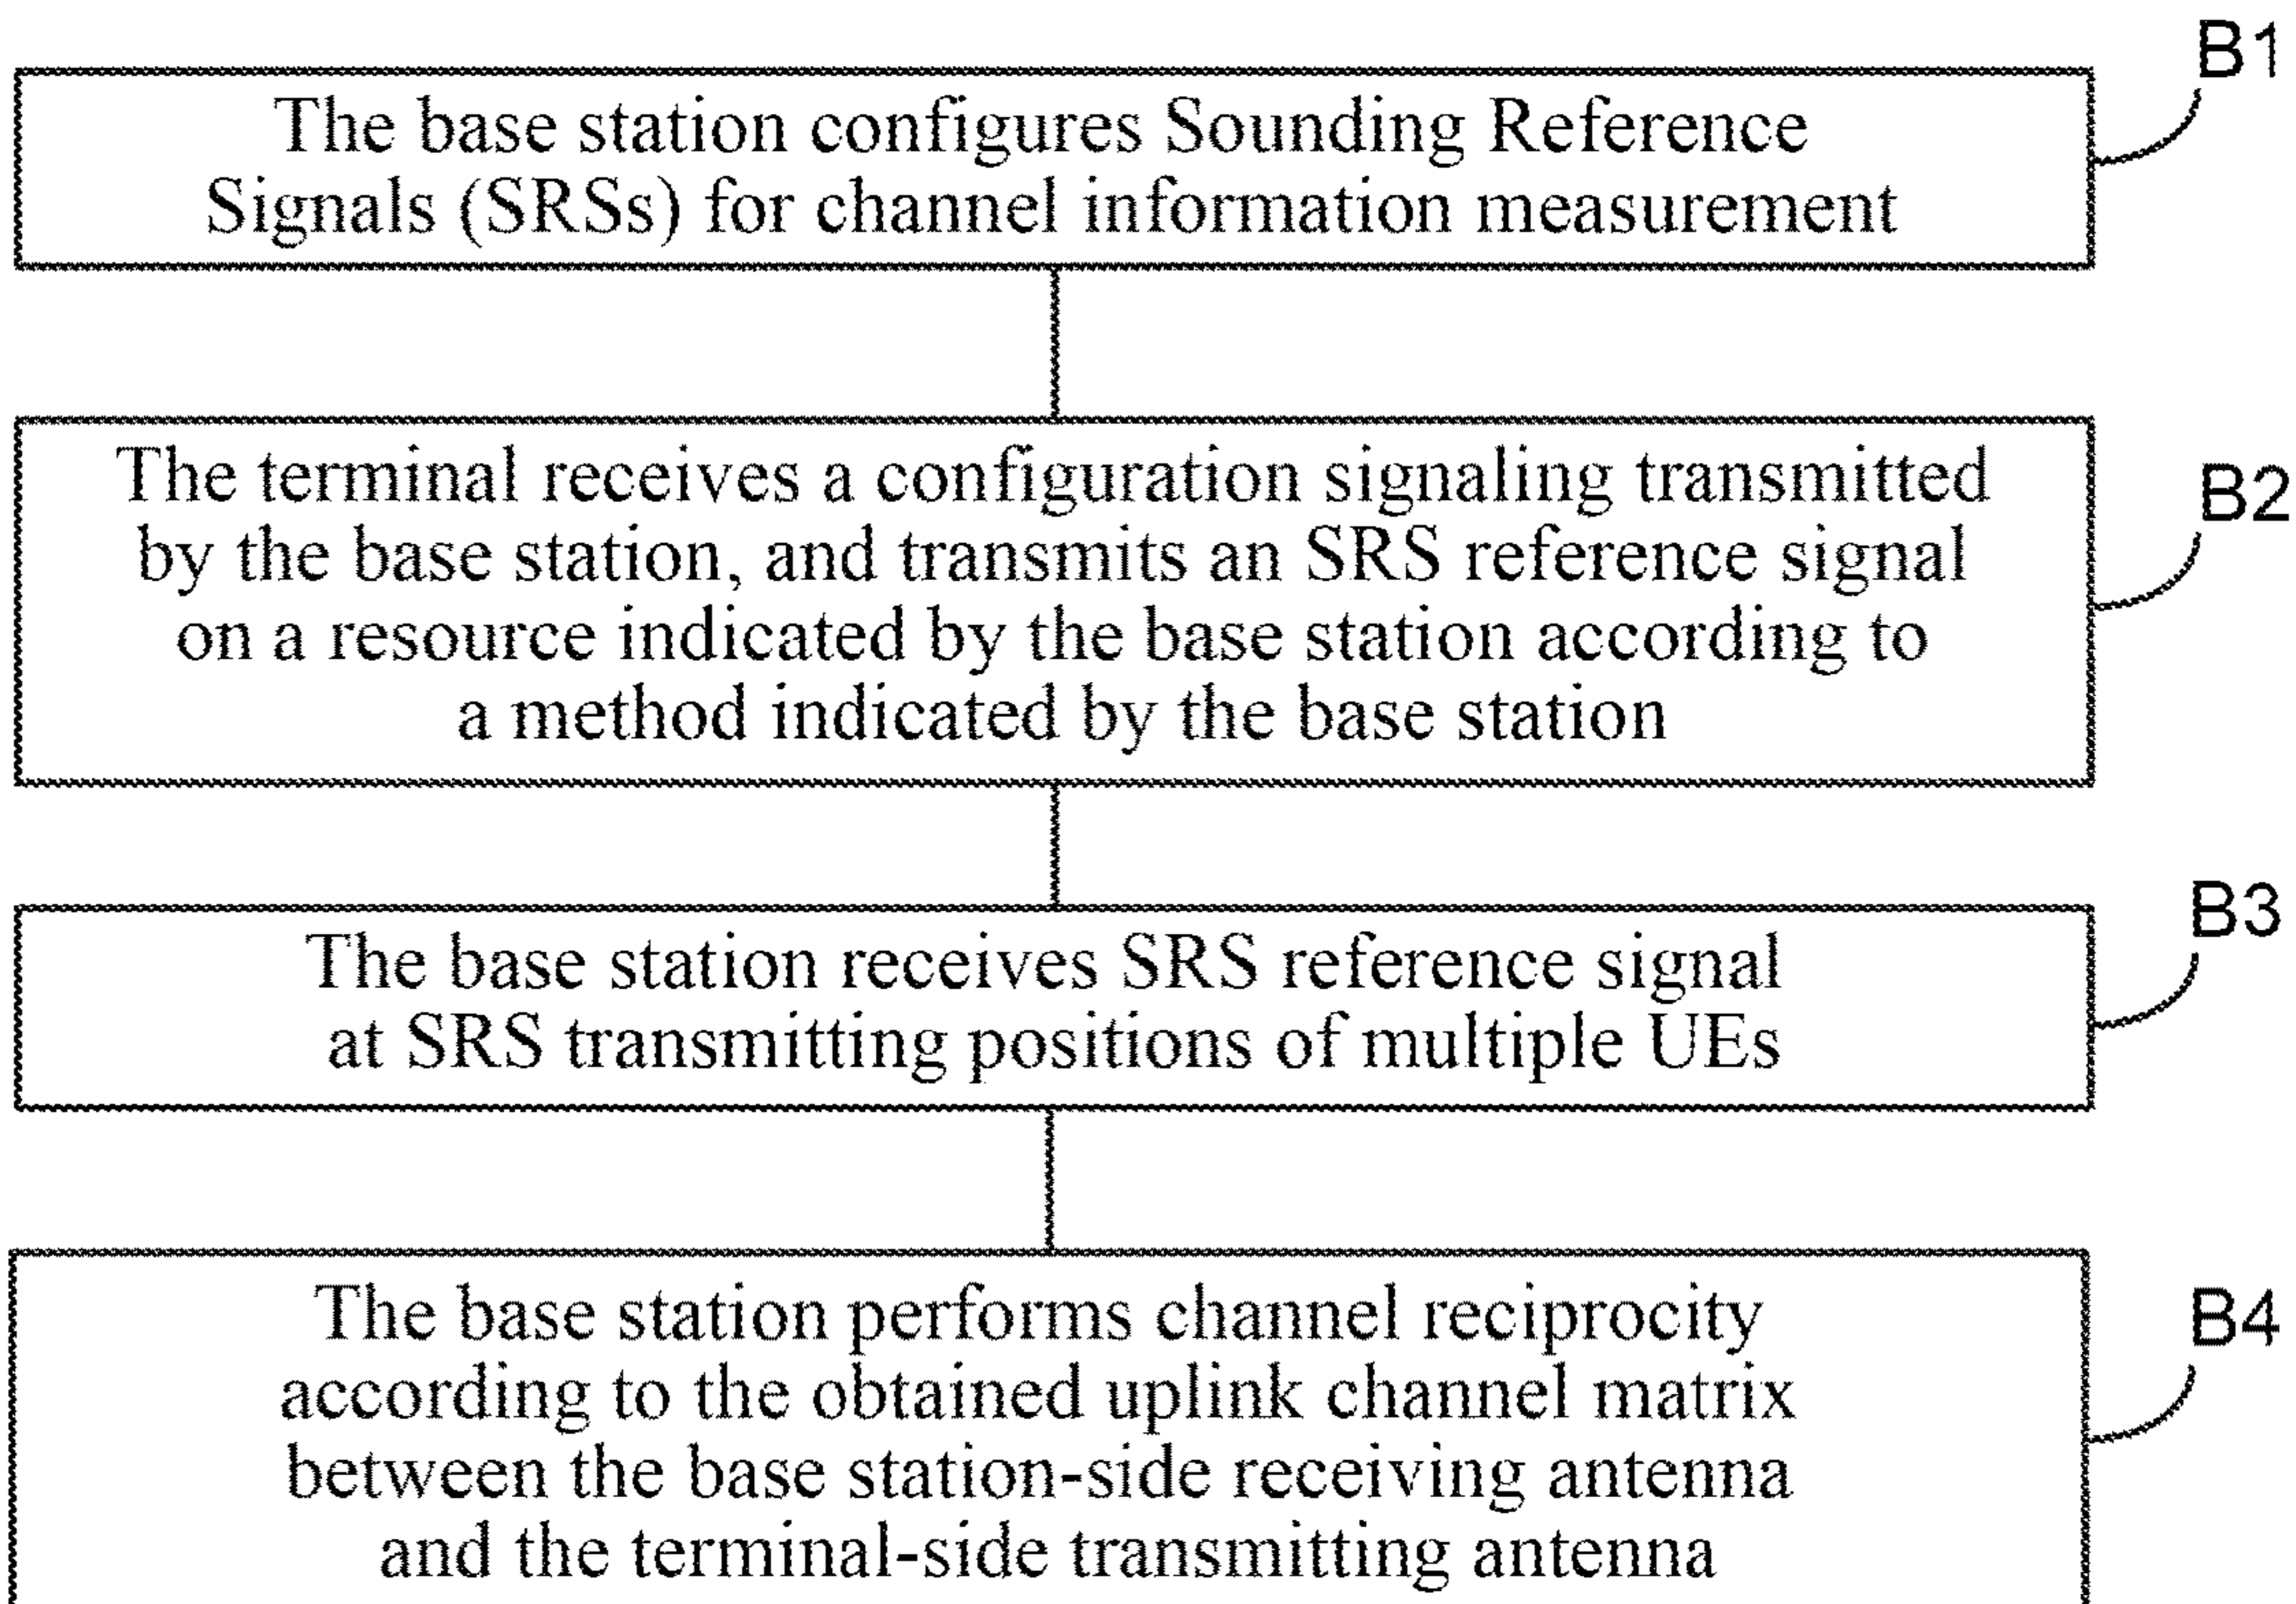 B1
The base station configures Sounding Reference
Signals (SRSs) for channel information measurement
B2
The terminal receives a configuration signaling transmitted
by the base station, and transmits an SRS reference signal
on a resource indicated by the base station according to
a method indicated by the base station
B3
The base station receives SRS reference signal
at SRS transmitting positions of multiple UEs
B4
The base station performs channel reciprocity
according to the obtained uplink channel matrix
between the base station-side receiving antenna
and the terminal-side transmitting antenna